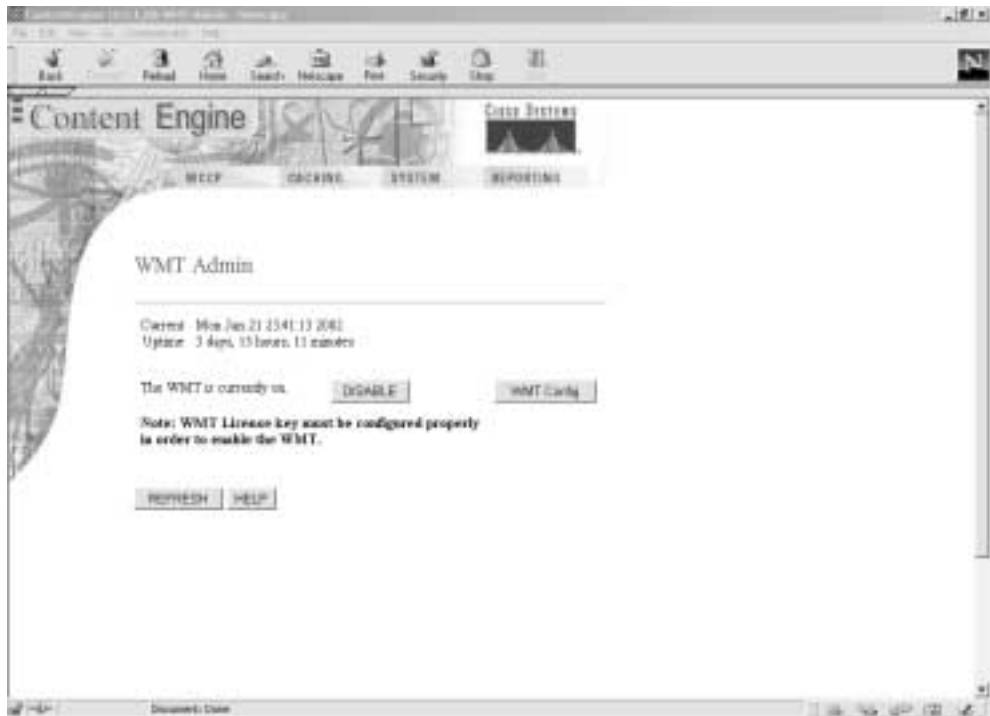 Back Reload Home Search Netscape Print Security Stop
Content Engine
CISCO SYSTEMS
WCCP CACHING SYSTEM REPORTING
WMT Admin
Current Mon Jan 21 23:41:13 2002
Uptime 3 days, 15 hours, 11 minutes
The WMT is currently on. DISABLE WMT Config
Note: WMT License key must be configured properly
in order to enable the WMT.
REFRESH HELP
Document: Done